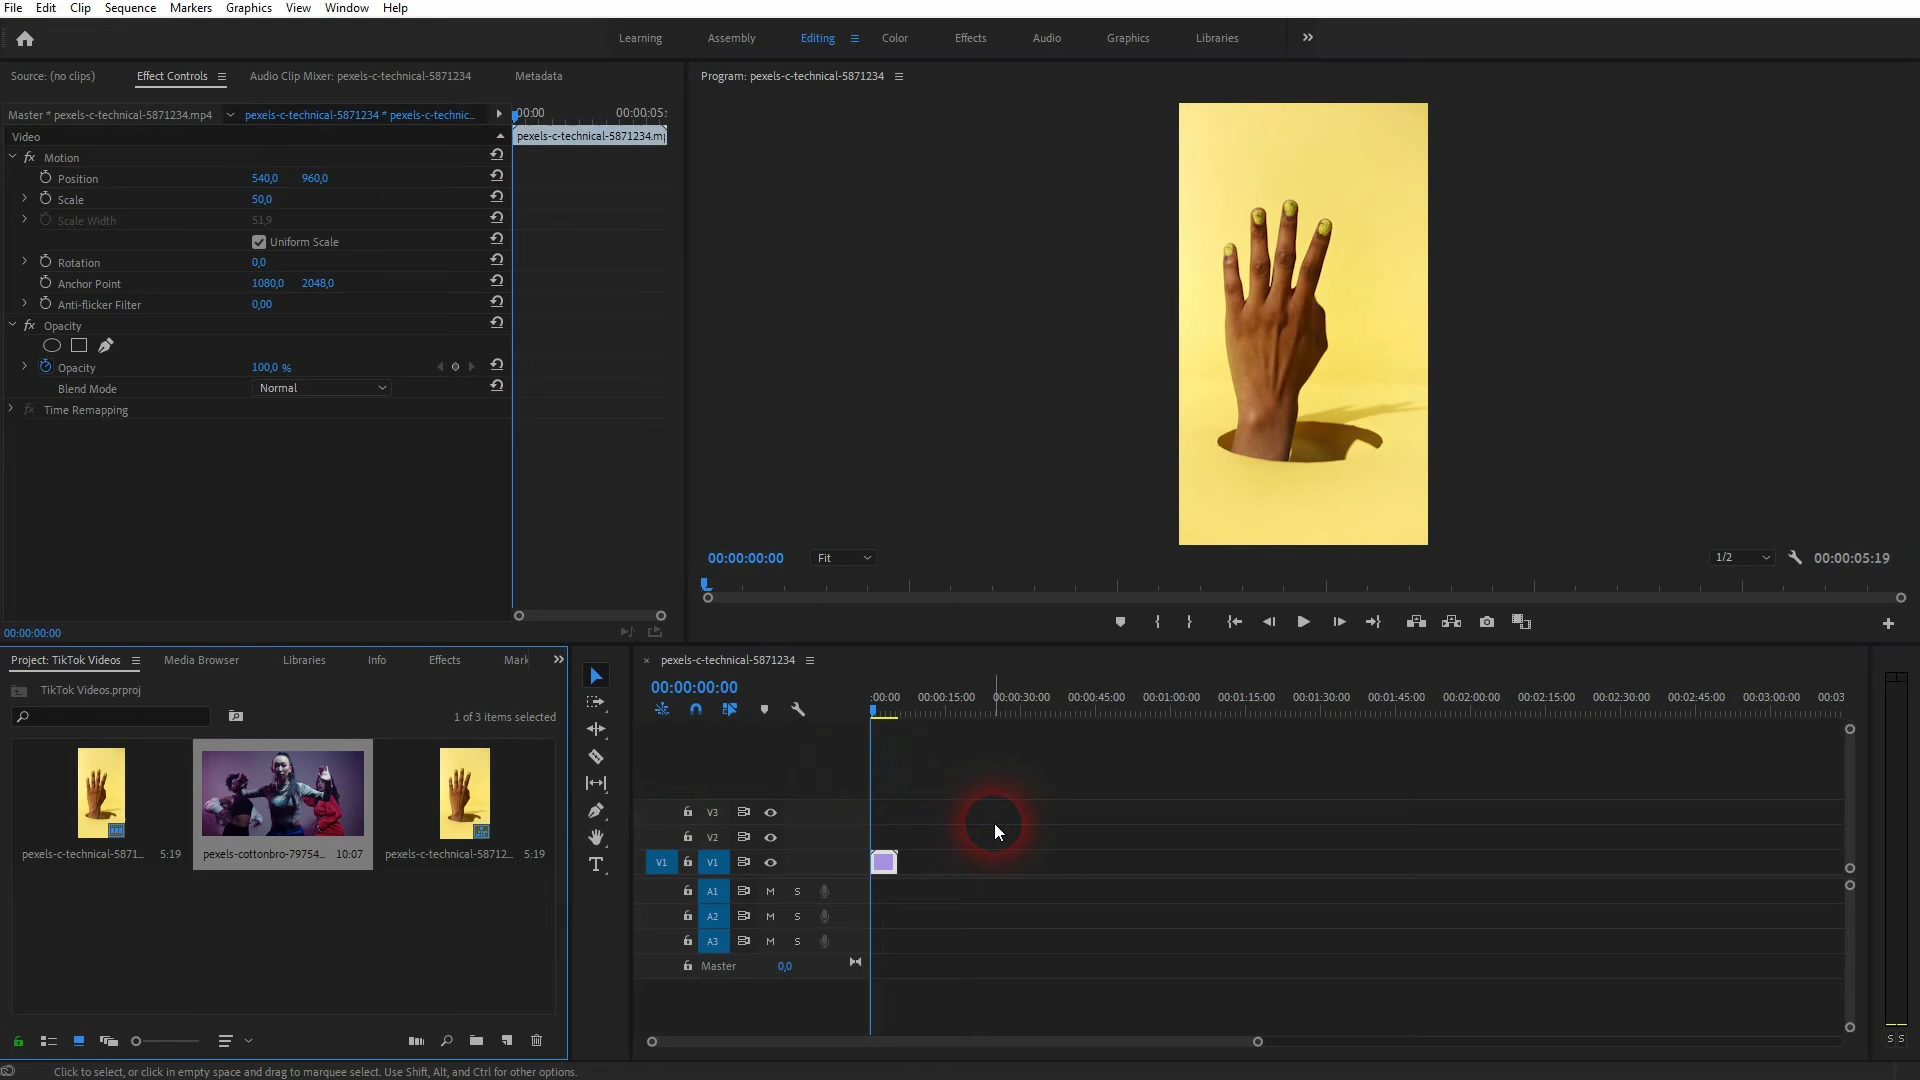 File Edit Clip Sequence Markers Graphics View Window Help
Learning Assembly Editing Color Effects Audio Graphics Libraries
Source: (no clips) Effect Controls Audio Clip Mixer: pexels-c-technical-5871234 Metadata
Program: pexels-c-technical-5871234
Master * pexels-c-technical-5871234.mp4 pexels-c-technical-5871234 * pexels-c-technic...
:00:00 00:00:05:
Video
pexels-c-technical-5871234.m
Motion
Position 540,0 960,0
Scale 50,0
Scale Width 51,9
Uniform Scale
Rotation 0,0
Anchor Point 1080,0 2048,0
Anti-flicker Filter 0,00
Opacity
Opacity 100,0 %
Blend Mode Normal
Time Remapping
00:00:00:00
00:00:00:00 Fit 1/2 00:00:05:19
Project: TikTok Videos Media Browser Libraries Info Effects Mark
TikTok Videos.prproj
1 of 3 items selected
pexels-c-technical-5871... 5:19
pexels-cottonbro-79754... 10:07
pexels-c-technical-58712... 5:19
pexels-c-technical-5871234
00:00:00:00
:00:00 00:00:15:00 00:00:30:00 00:00:45:00 00:01:00:00 00:01:15:00 00:01:30:00 00:01:45:00 00:02:00:00 00:02:15:00 00:02:30:00 00:02:45:00 00:03:00:00 00:03
V3
V2
V1 V1
A1 M S
A2 M S
A3 M S
Master 0,0
S S
Click to select, or click in empty space and drag to marquee select. Use Shift, Alt, and Ctrl for other options.